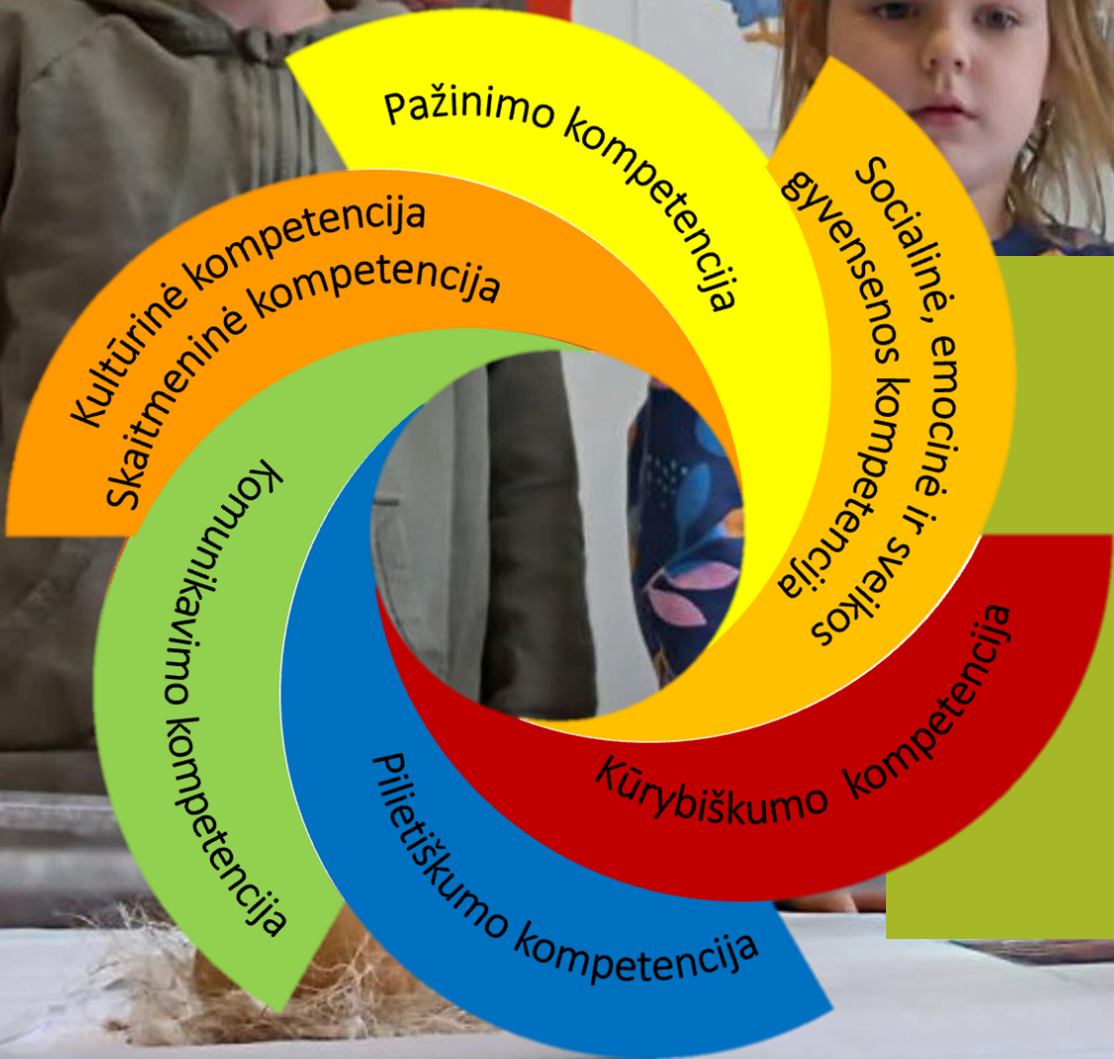 Pažinimo kompetencija
Socialinė, emocinė ir sveikos
gyvensenos kompetencija
Kūrybiškumo kompetencija
Pilietiškumo kompetencija
Komunikavimo kompetencija
Kultūrinė kompetencija
Skaitmeninė kompetencija